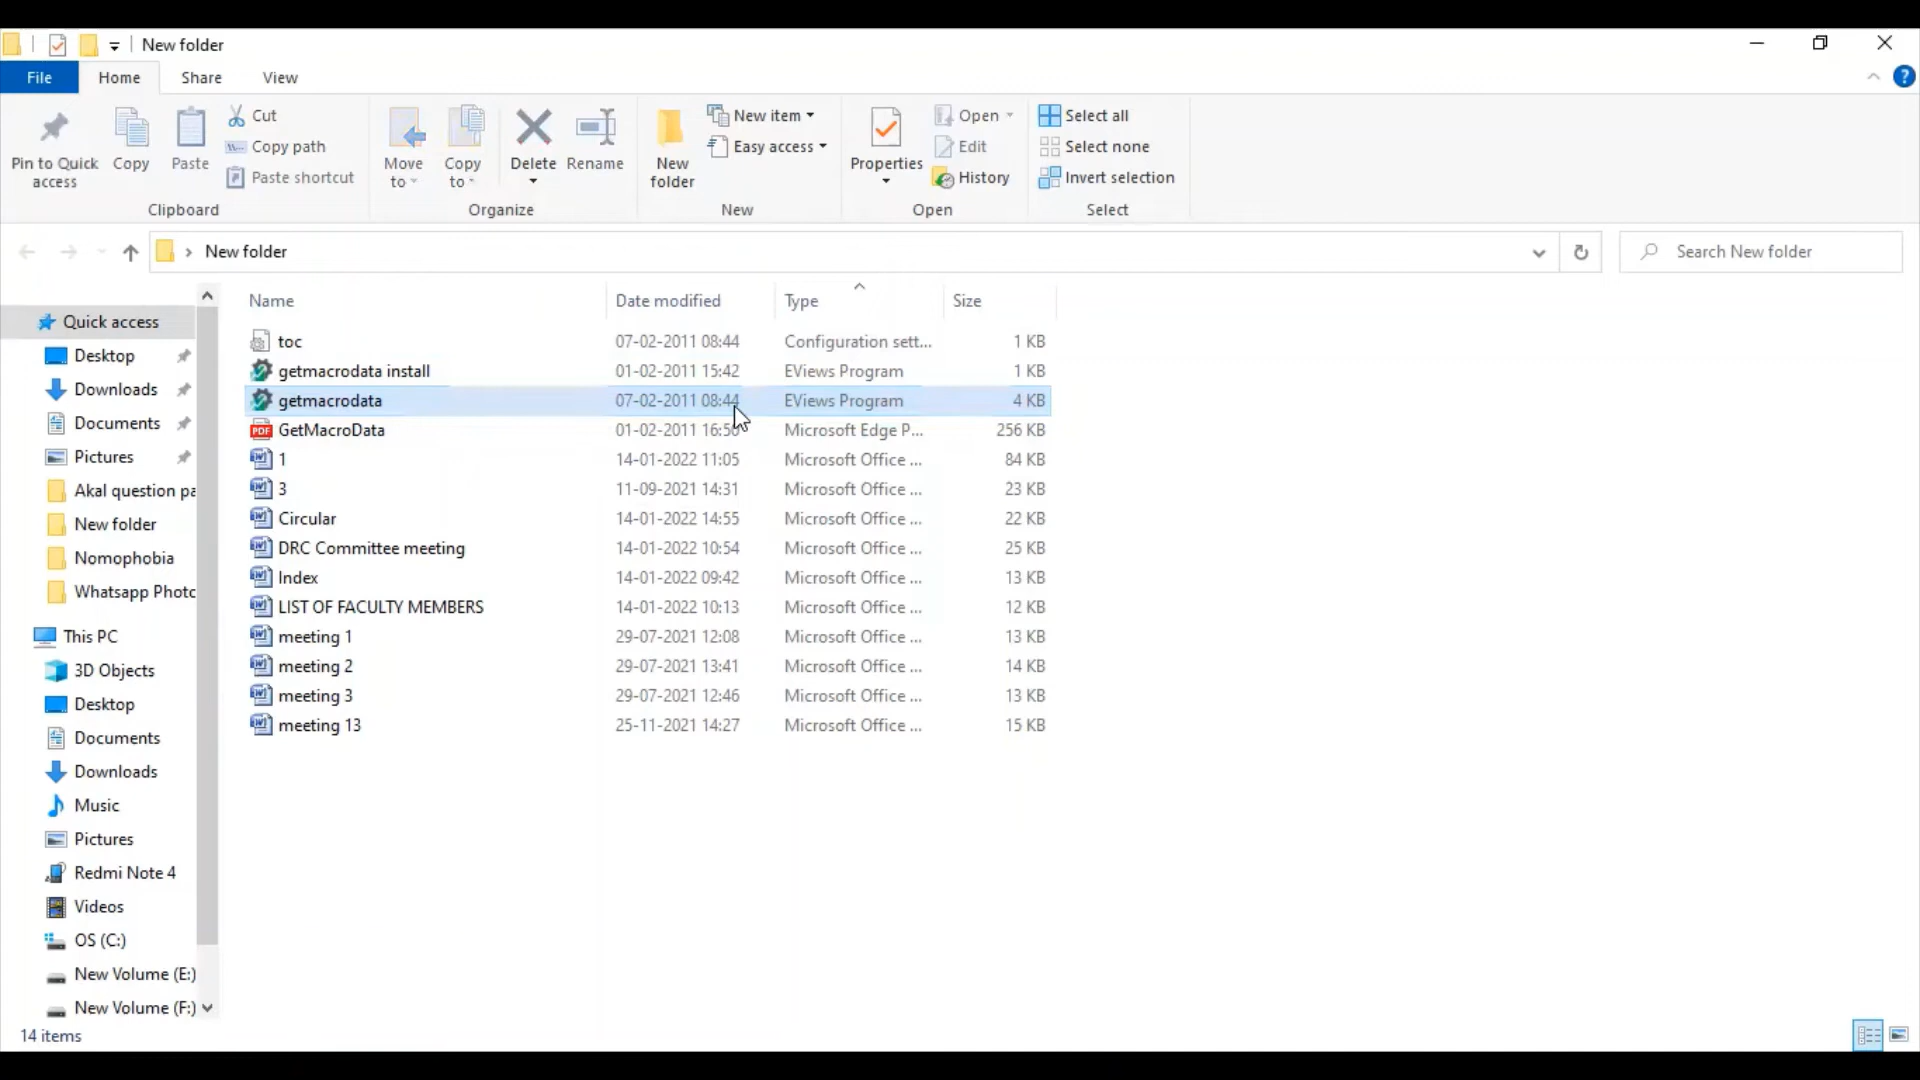 New folder
File Home Share View
Pin to Quick access
Copy
Paste
Cut
Copy path
Paste shortcut
Clipboard
Move to
Copy to
Delete
Rename
Organize
New folder
New item
Easy access
New
Properties
Open
Edit
History
Open
Select all
Select none
Invert selection
Select
New folder
Search New folder
Quick access
Desktop
Downloads
Documents
Pictures
Akal question pa
New folder
Nomophobia
Whatsapp Photo
This PC
3D Objects
Desktop
Documents
Downloads
Music
Pictures
Redmi Note 4
Videos
OS (C:)
New Volume (E:)
New Volume (F:)
Name Date modified Type Size
toc 07-02-2011 08:44 Configuration sett... 1 KB
getmacrodata install 01-02-2011 15:42 EViews Program 1 KB
getmacrodata 07-02-2011 08:44 EViews Program 4 KB
GetMacroData 01-02-2011 16:50 Microsoft Edge P... 256 KB
1 14-01-2022 11:05 Microsoft Office ... 84 KB
3 11-09-2021 14:31 Microsoft Office ... 23 KB
Circular 14-01-2022 14:55 Microsoft Office ... 22 KB
DRC Committee meeting 14-01-2022 10:54 Microsoft Office ... 25 KB
Index 14-01-2022 09:42 Microsoft Office ... 13 KB
LIST OF FACULTY MEMBERS 14-01-2022 10:13 Microsoft Office ... 12 KB
meeting 1 29-07-2021 12:08 Microsoft Office ... 13 KB
meeting 2 29-07-2021 13:41 Microsoft Office ... 14 KB
meeting 3 29-07-2021 12:46 Microsoft Office ... 13 KB
meeting 13 25-11-2021 14:27 Microsoft Office ... 15 KB
14 items